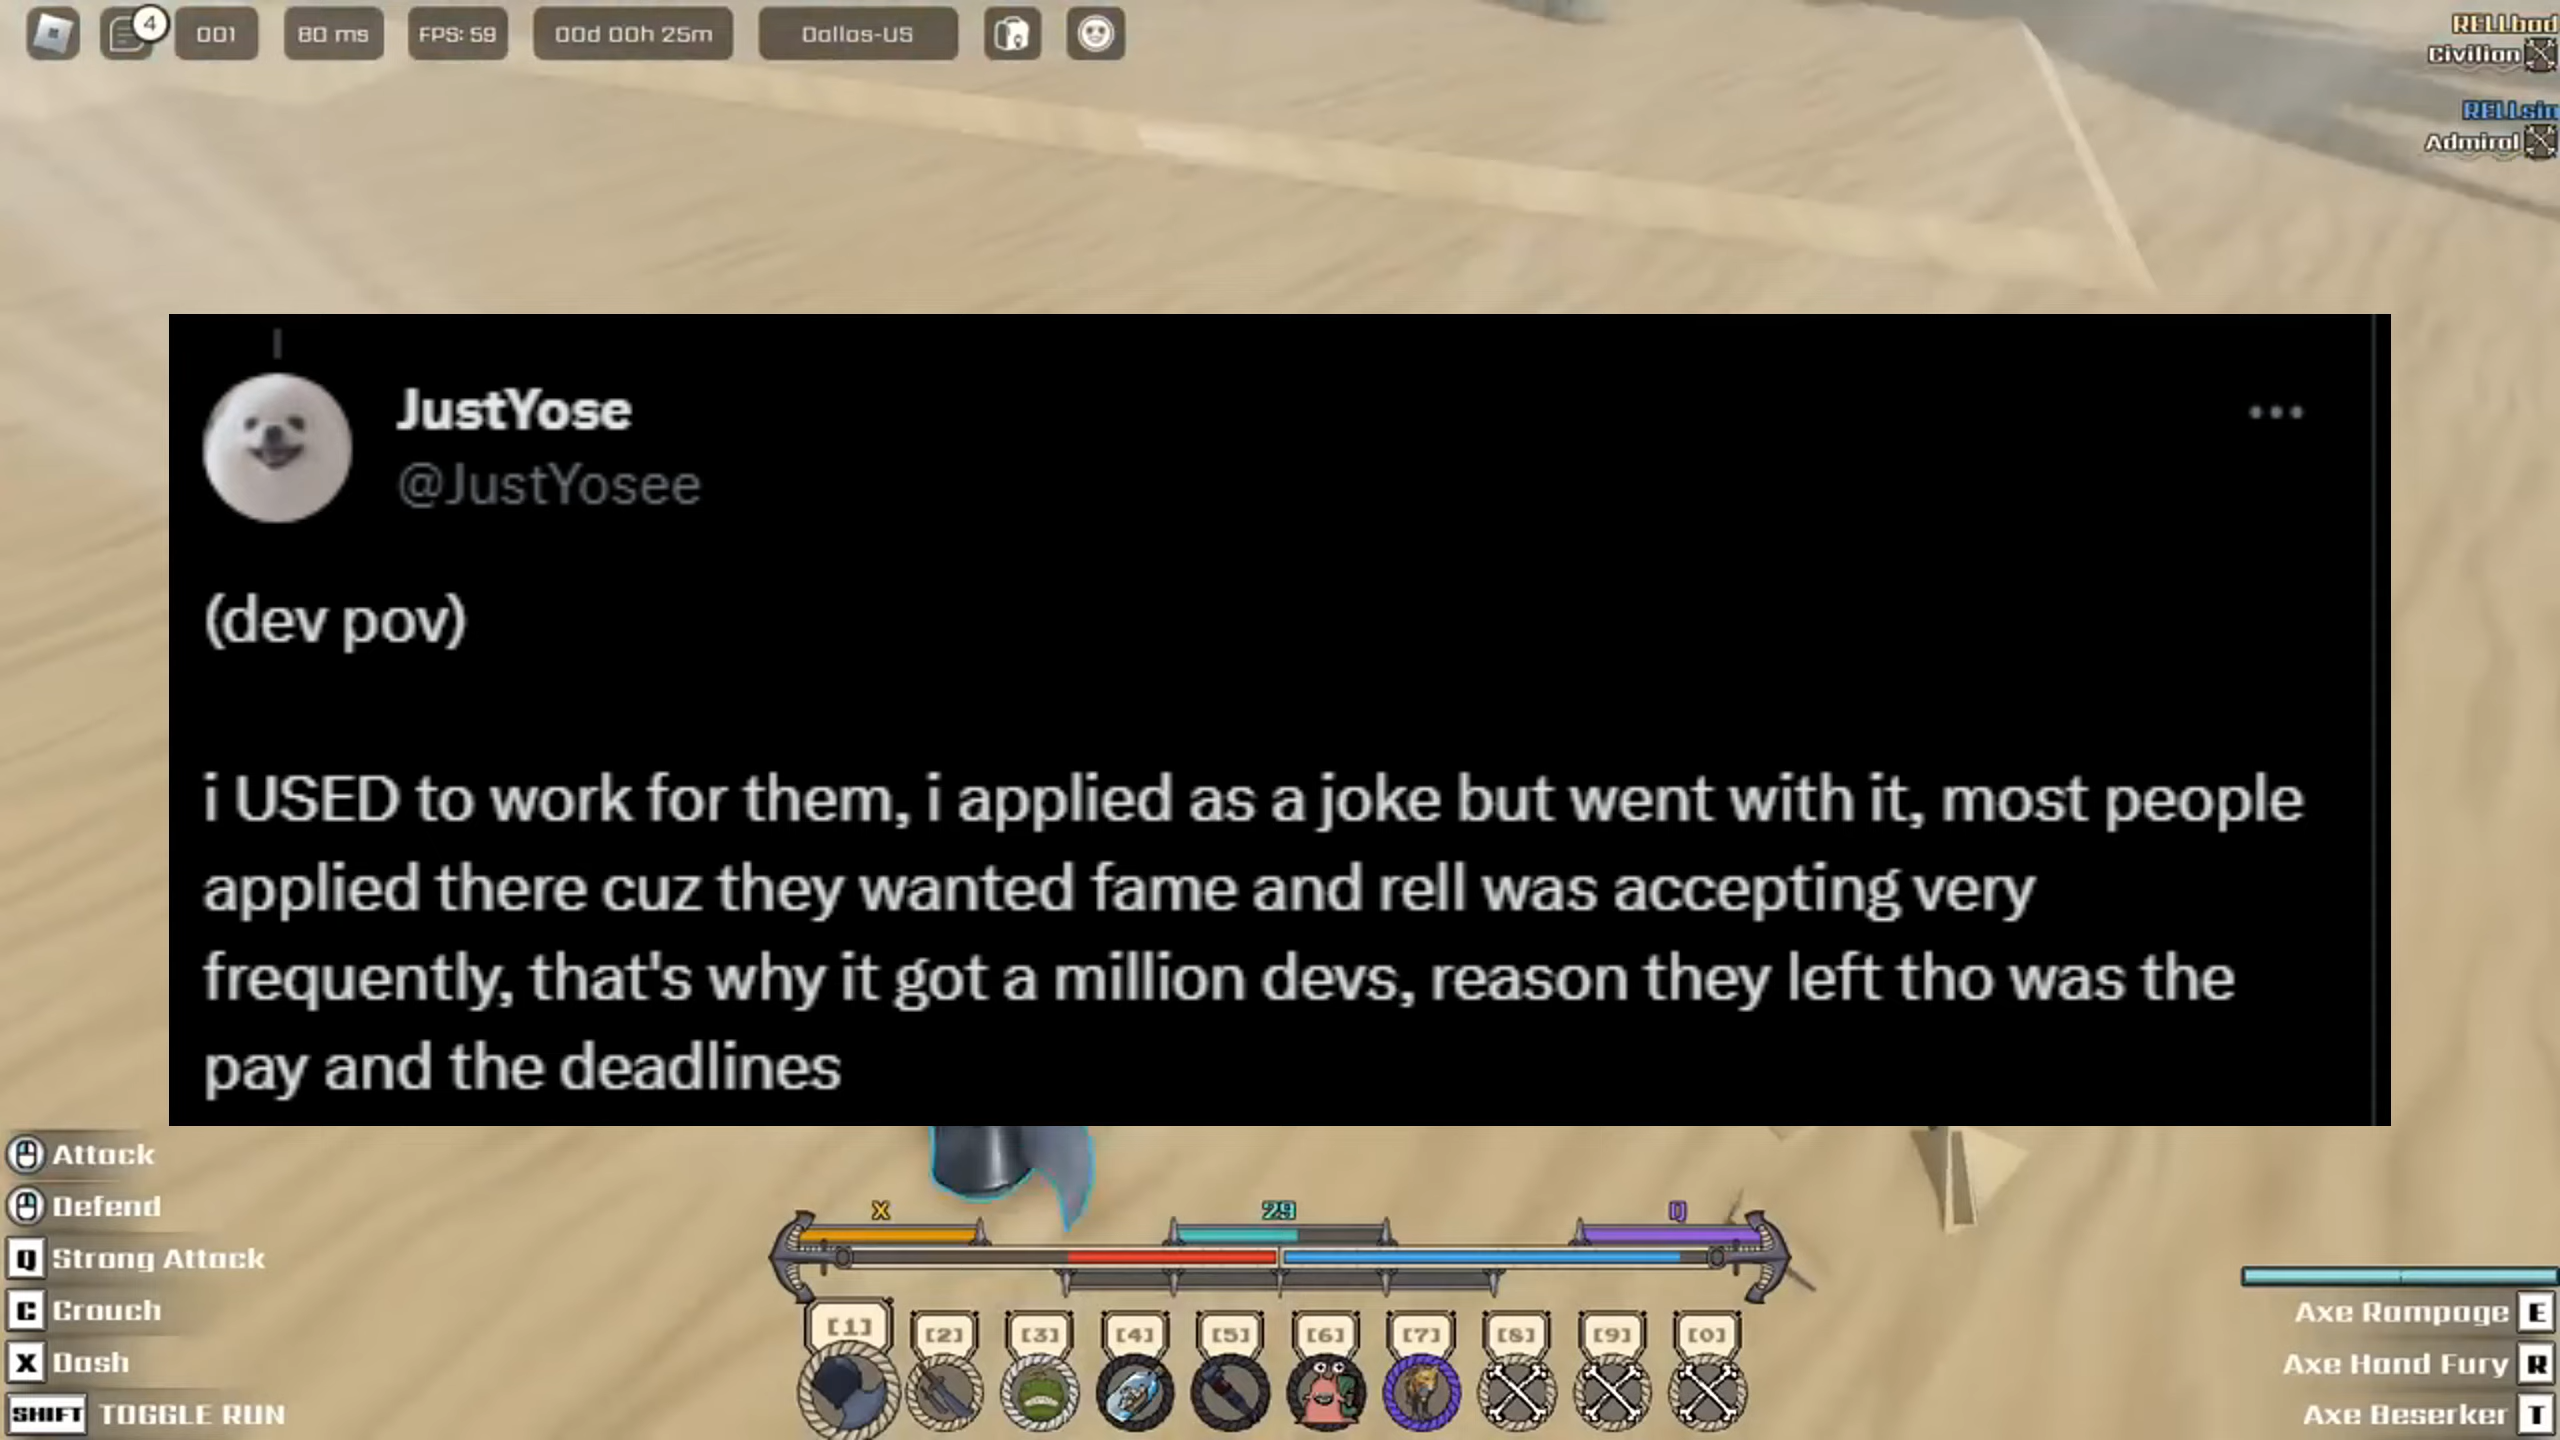 4
001
80 ms
FPS: 59
00d 00h 25m
Dallas-US
RELLbod
Civilian
RELLsin
Admiral
JustYose
@JustYosee
(dev pov)
i USED to work for them, i applied as a joke but went with it, most people
applied there cuz they wanted fame and rell was accepting very
frequently, that's why it got a million devs, reason they left tho was the
pay and the deadlines
Attack
Defend
Q Strong Attack
C Crouch
X Dash
SHIFT TOGGLE RUN
X
29
Q
[1]
[2]
[3]
[4]
[5]
[6]
[7]
[8]
[9]
[0]
Axe Rampage E
Axe Hand Fury R
Axe Beserker T